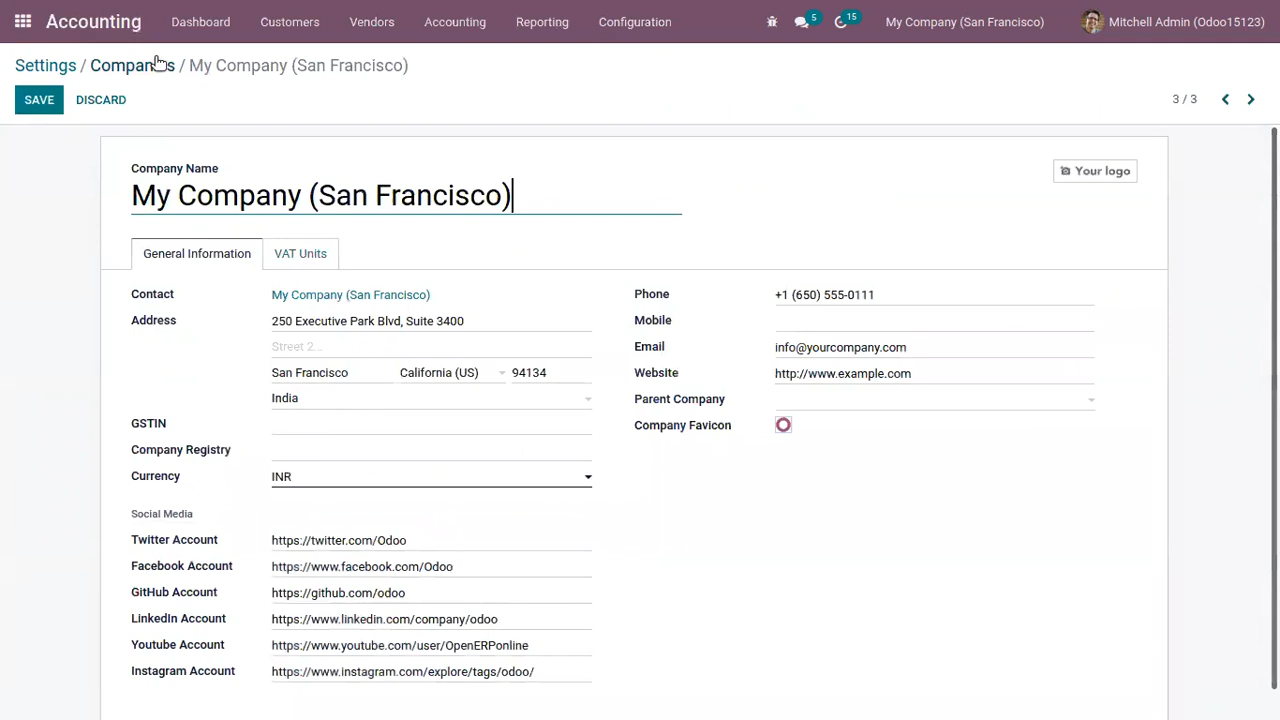 Accounting Dashboard Customers Vendors Accounting Reporting Configuration 5 15 My Company (San Francisco) Mitchell Admin (Odoo15123)
Settings / Companies / My Company (San Francisco)
SAVE DISCARD 3 / 3
Company Name
Your logo
My Company (San Francisco)
General Information VAT Units
Contact My Company (San Francisco) Phone +1 (650) 555-0111
Address 250 Executive Park Blvd, Suite 3400 Mobile
Street 2... Email info@yourcompany.com
San Francisco California (US) 94134 Website http://www.example.com
India Parent Company
GSTIN Company Favicon
Company Registry
Currency INR
Social Media
Twitter Account https://twitter.com/Odoo
Facebook Account https://www.facebook.com/Odoo
GitHub Account https://github.com/odoo
LinkedIn Account https://www.linkedin.com/company/odoo
Youtube Account https://www.youtube.com/user/OpenERPonline
Instagram Account https://www.instagram.com/explore/tags/odoo/